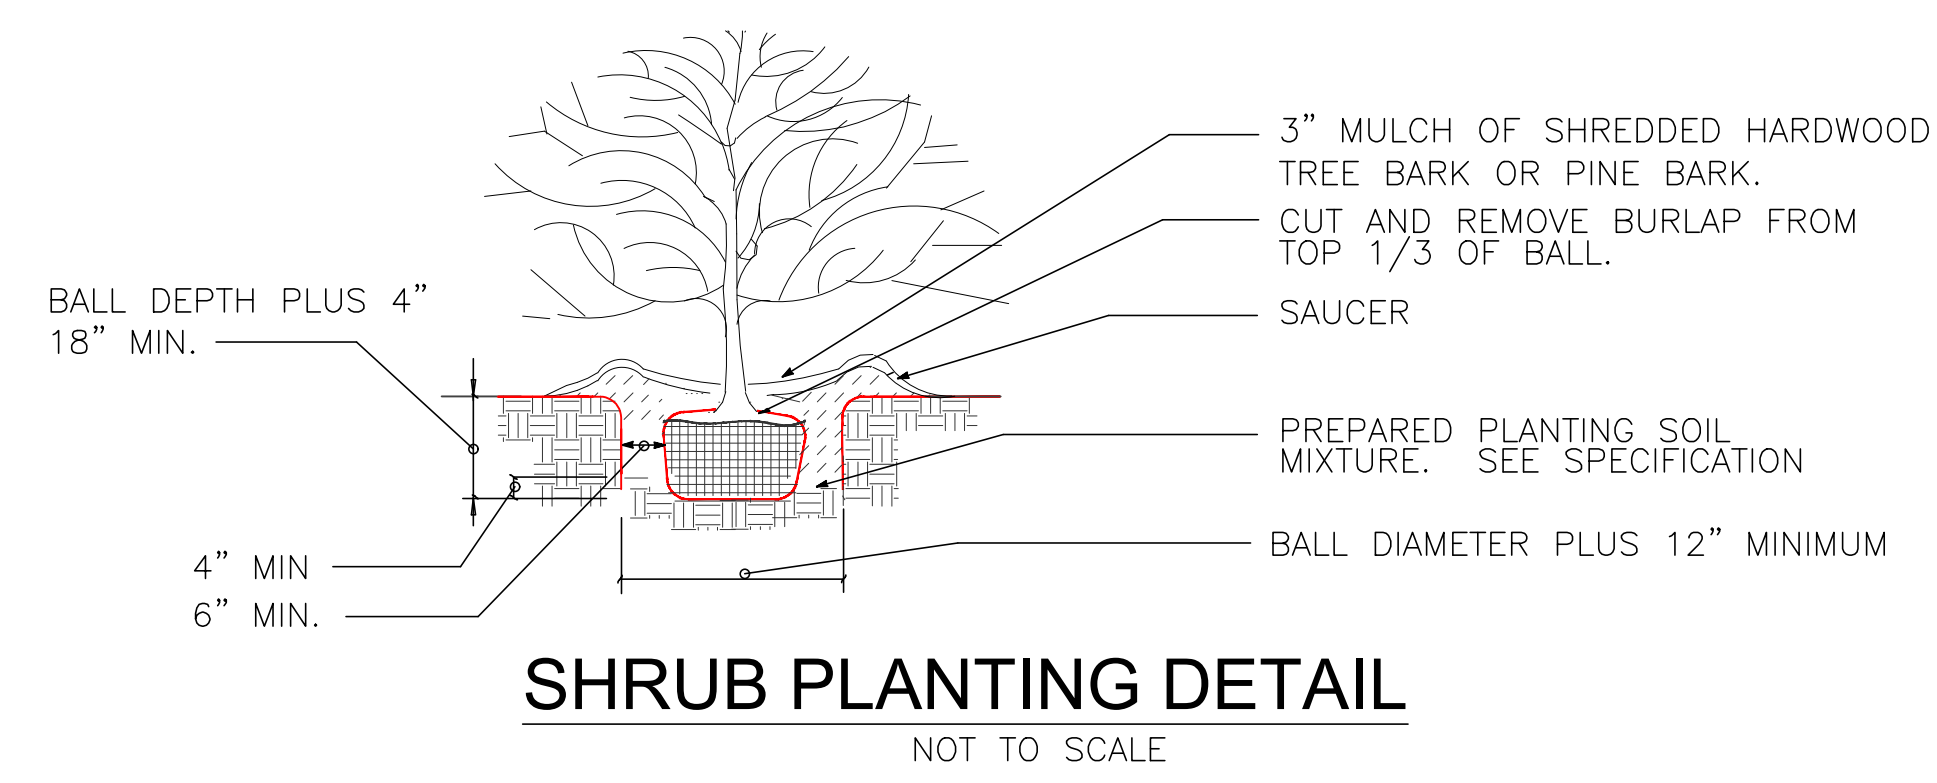 3” MULCH OF SHREDDED HARDWOOD
TREE BARK OR PINE BARK.
CUT AND REMOVE BURLAP FROM
TOP 1/3 OF BALL.
BALL DEPTH PLUS 4”
18” MIN.
SAUCER
PREPARED PLANTING SOIL
MIXTURE. SEE SPECIFICATION
BALL DIAMETER PLUS 12” MINIMUM
4” MIN
6” MIN.
SHRUB PLANTING DETAIL
NOT TO SCALE